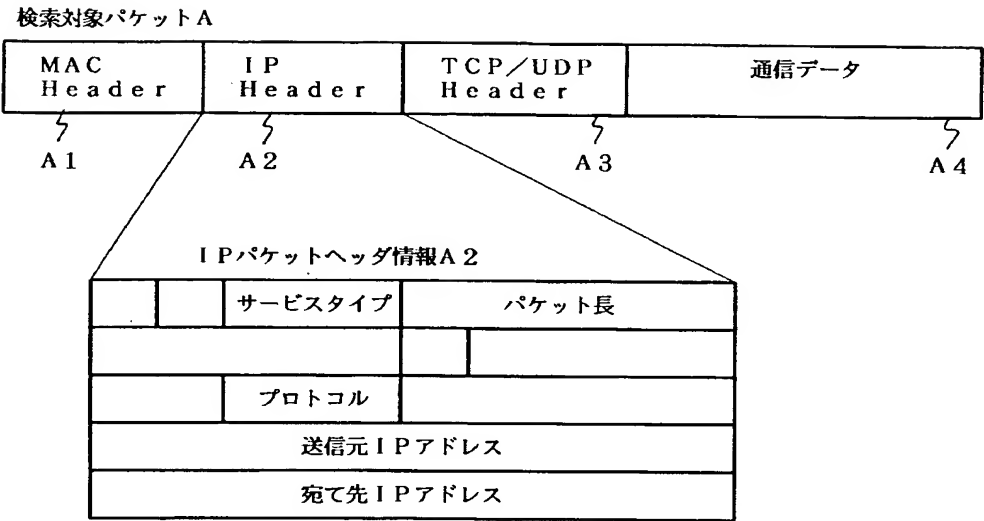 検索対象パケットA
MAC Header
IP Header
TCP/UDP Header
通信データ
A1
A2
A3
A4
IPパケットヘッダ情報A2
サービスタイプ
パケット長
プロトコル
送信元IPアドレス
宛て先IPアドレス